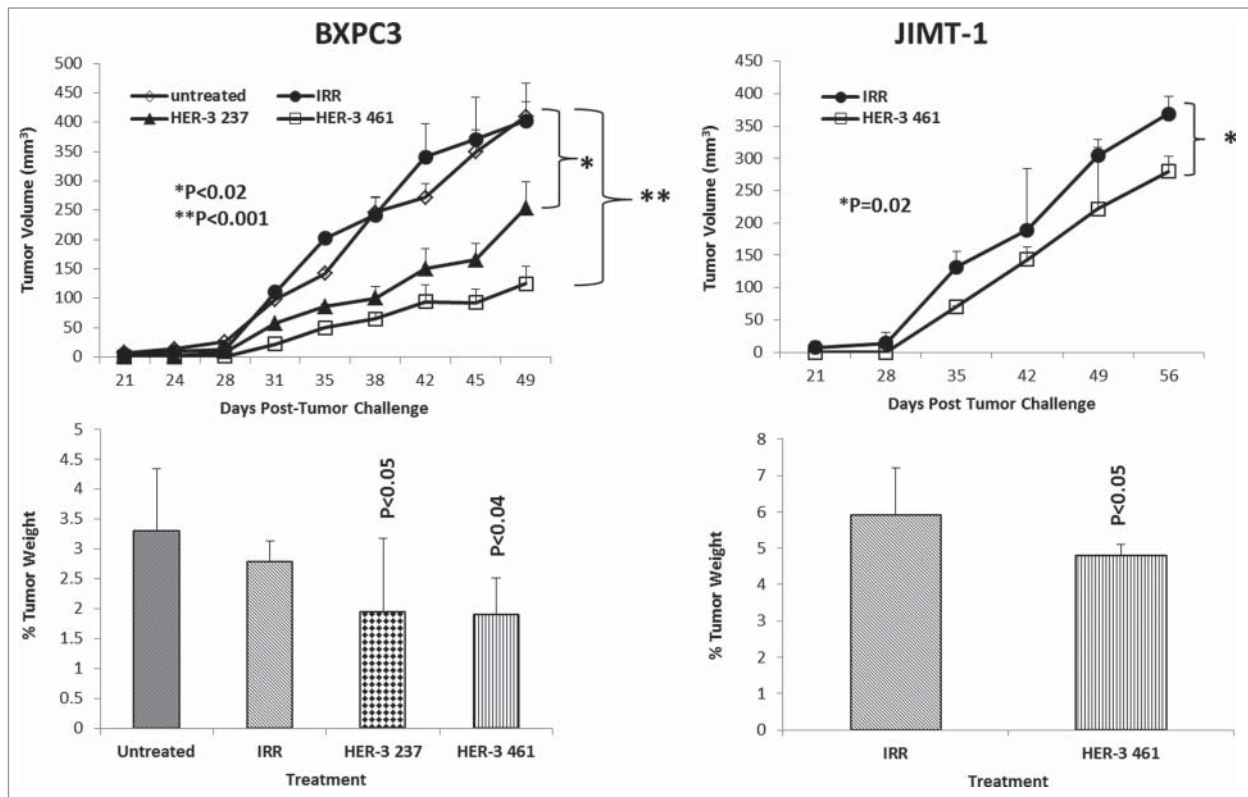 BXPC3
500
450
400
350
300
250
200
150
100
50
0
Tumor Volume (mm³)
untreated IRR
HER-3 237 HER-3 461
*P<0.02
**P<0.001
*
**
21 24 28 31 35 38 42 45 49
Days Post-Tumor Challenge
JIMT-1
450
400
350
300
250
200
150
100
50
0
Tumor Volume (mm³)
IRR
HER-3 461
*P=0.02
*
21 28 35 42 49 56
Days Post Tumor Challenge
5
4.5
4
3.5
3
2.5
2
1.5
1
0.5
0
% Tumor Weight
P<0.05
P<0.04
Untreated IRR HER-3 237 HER-3 461
Treatment
8
7
6
5
4
3
2
1
0
% Tumor Weight
P<0.05
IRR HER-3 461
Treatment